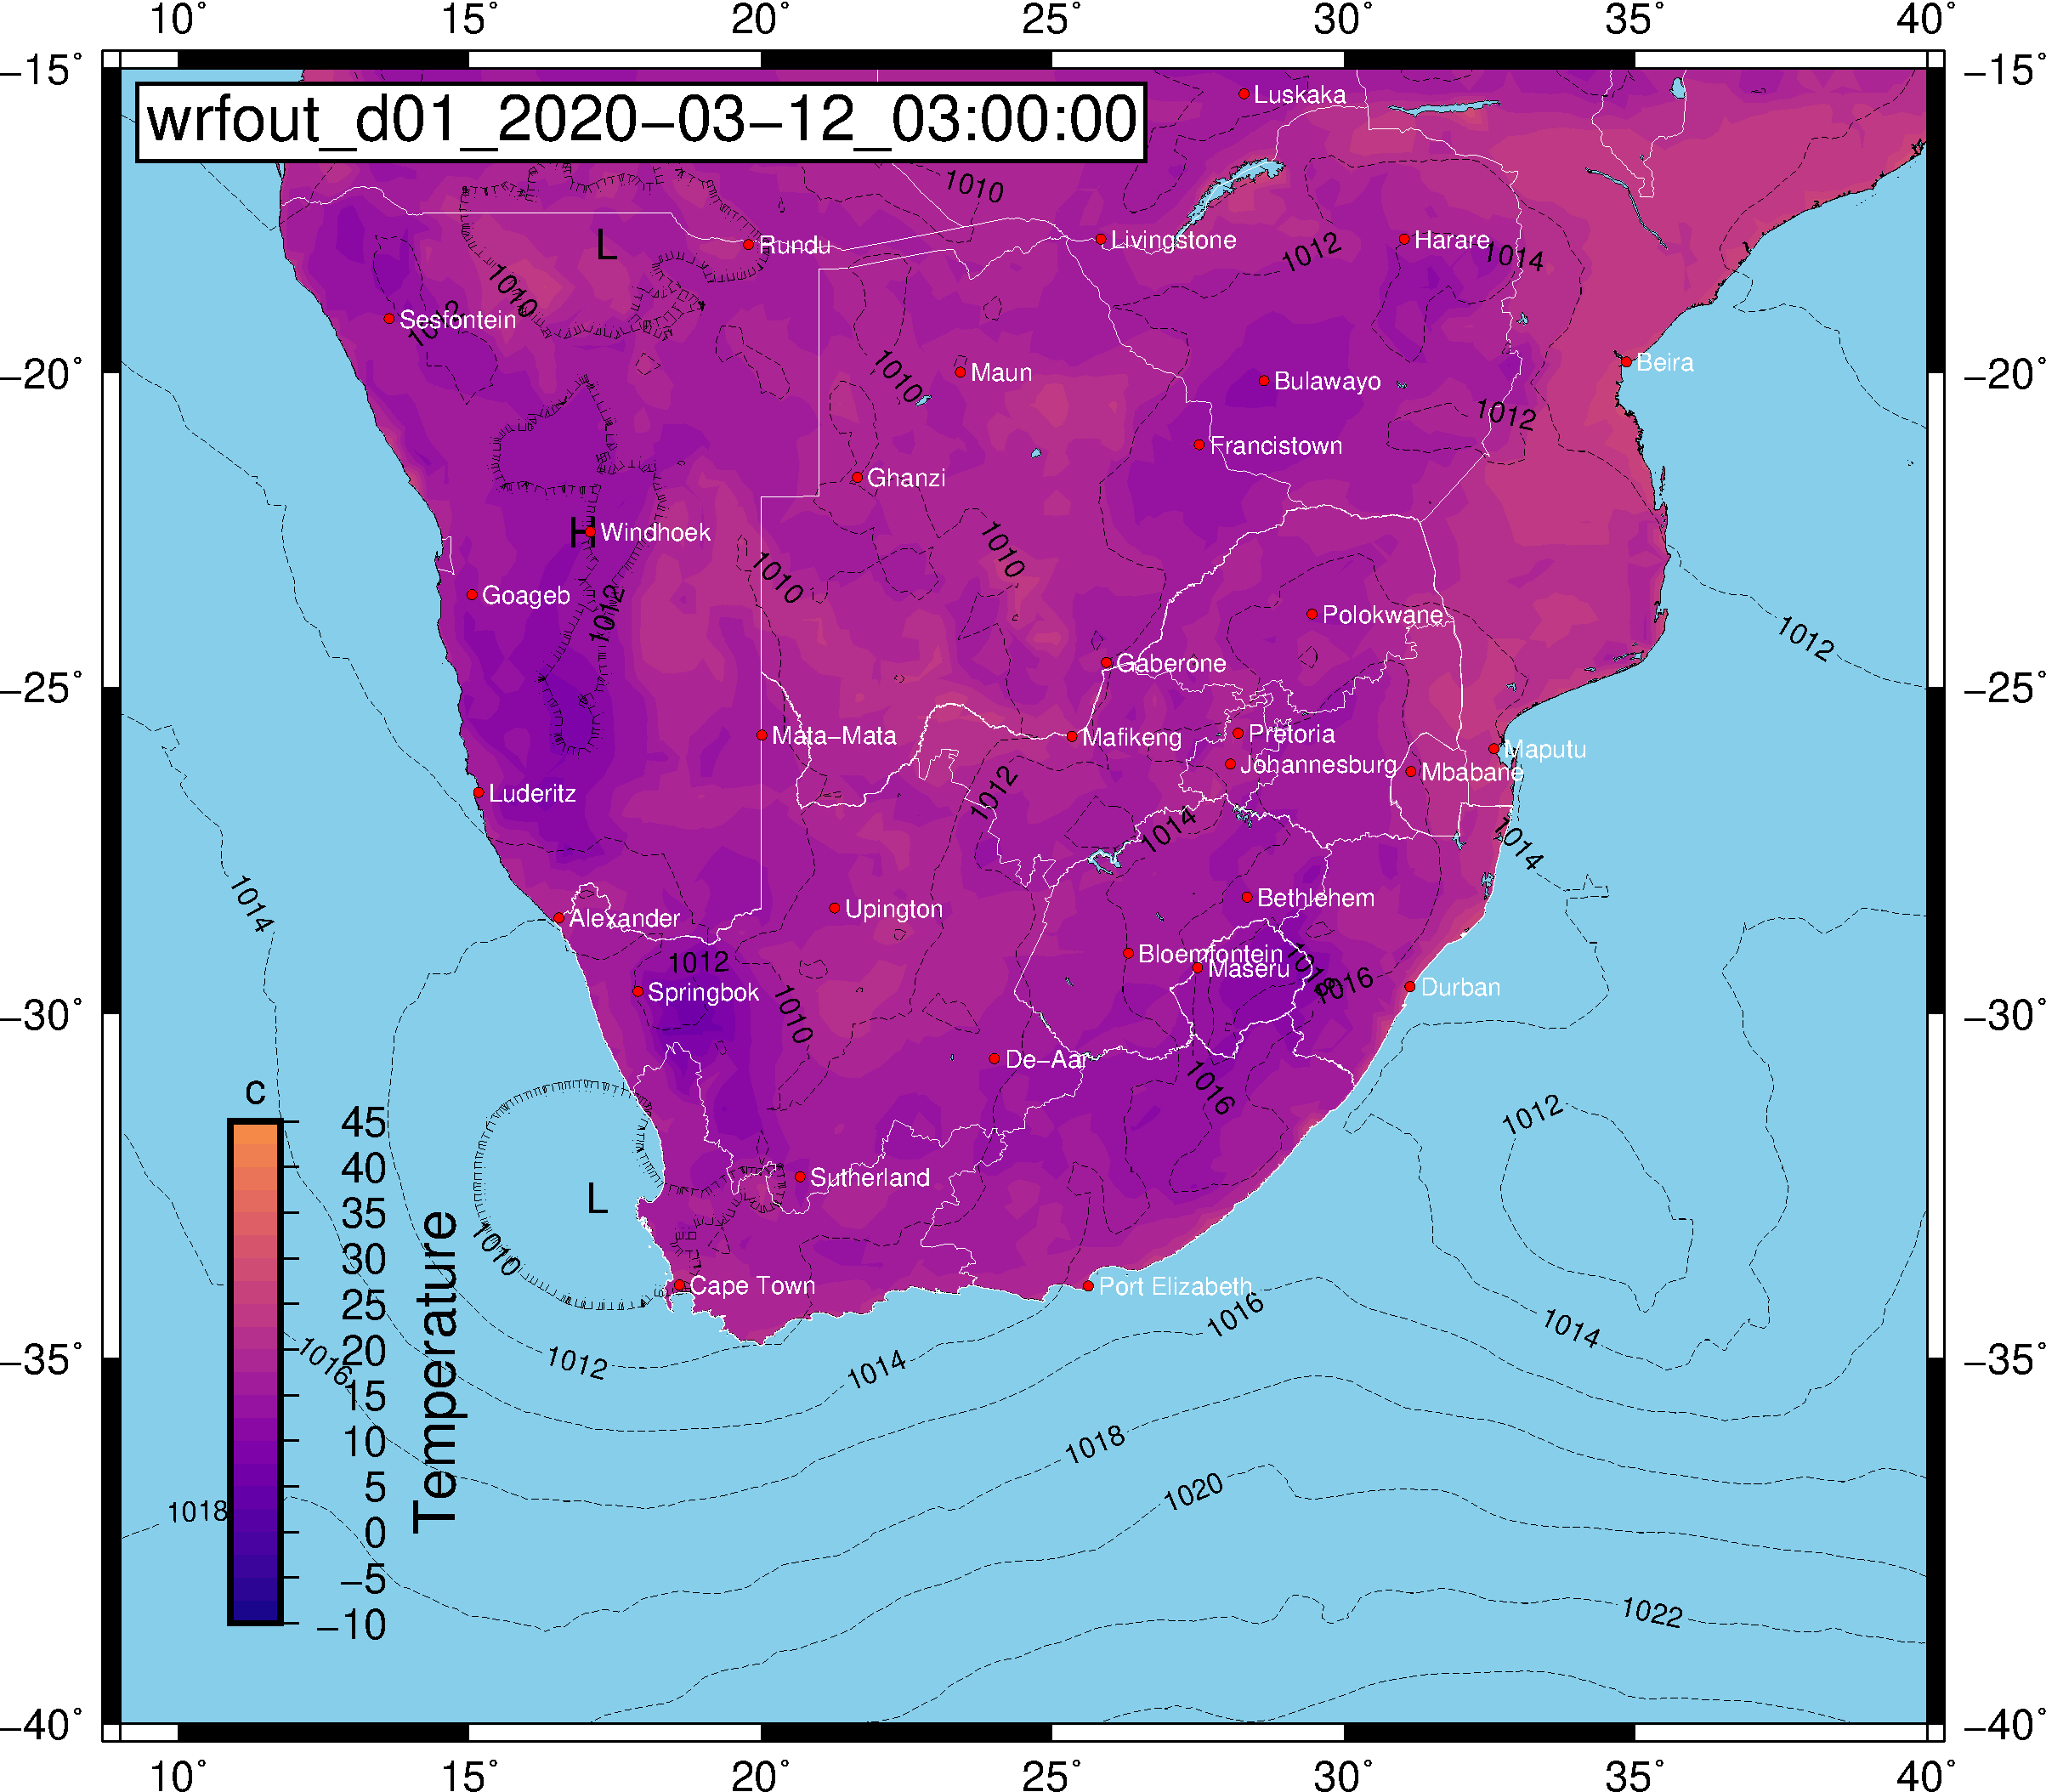 10° 15° 20° 25° 30° 35° 40°
−15° −15°
wrfout_d01_2020−03−12_03:00:00
Luskaka
1010
L
Rundu
Livingstone
1012
Harare
1014
1010
Sesfontein
1012
−20° −20°
1010
Maun
Bulawayo
Beira
1012
Francistown
Ghanzi
H
Windhoek
1010
1010
Goageb
1012
Polokwane
1012
Gaberone
−25° −25°
Mata−Mata
Mafikeng
Pretoria
Johannesburg
Mbabane
Maputu
Luderitz
1012
1014
1014
1014
Alexander
Upington
Bethlehem
1012
Bloemfontein
Maseru
1018
1016
Springbok
1010
Durban
−30° −30°
De−Aar
1016
1012
c
45
40
35
30
25
20
15
10
5
0
−5
−10
Temperature
Sutherland
L
1010
Cape Town
Port Elizabeth
1016
1014
1016
1012
1014
−35° −35°
1018
1020
1018
1022
−40° −40°
10° 15° 20° 25° 30° 35° 40°